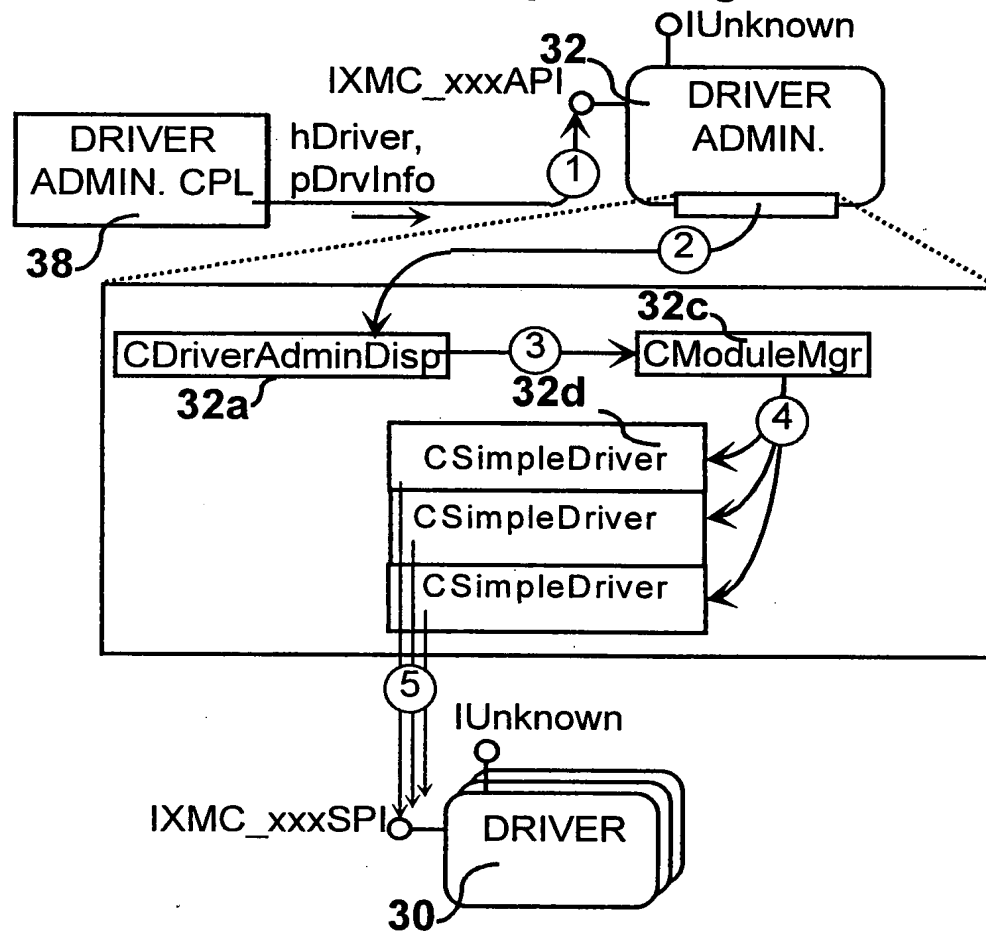 IUnknown
32
IXMC_xxxAPI
DRIVER
ADMIN.
DRIVER
ADMIN. CPL
hDriver,
pDrvInfo
1
38
2
32c
CDriverAdminDisp
3
CModuleMgr
32a
32d
4
CSimpleDriver
CSimpleDriver
CSimpleDriver
5
IUnknown
IXMC_xxxSPI
DRIVER
30